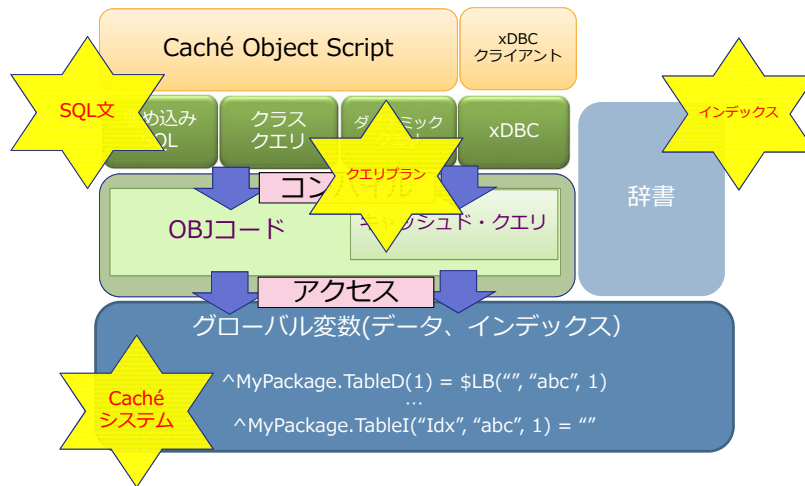 Caché Object Script
xDBC
クライアント
SQL文
め込み
QL
クラス
クエリ
xDBC
インデックス
クエリプラン
コンパイル
辞書
OBJコード
キャッシュド・クエリ
アクセス
グローバル変数(データ、インデックス）
^MyPackage.TableD(1) = $LB(“”, “abc”, 1)
…
^MyPackage.TableI(“Idx”, “abc”, 1) = “”
Caché
システム